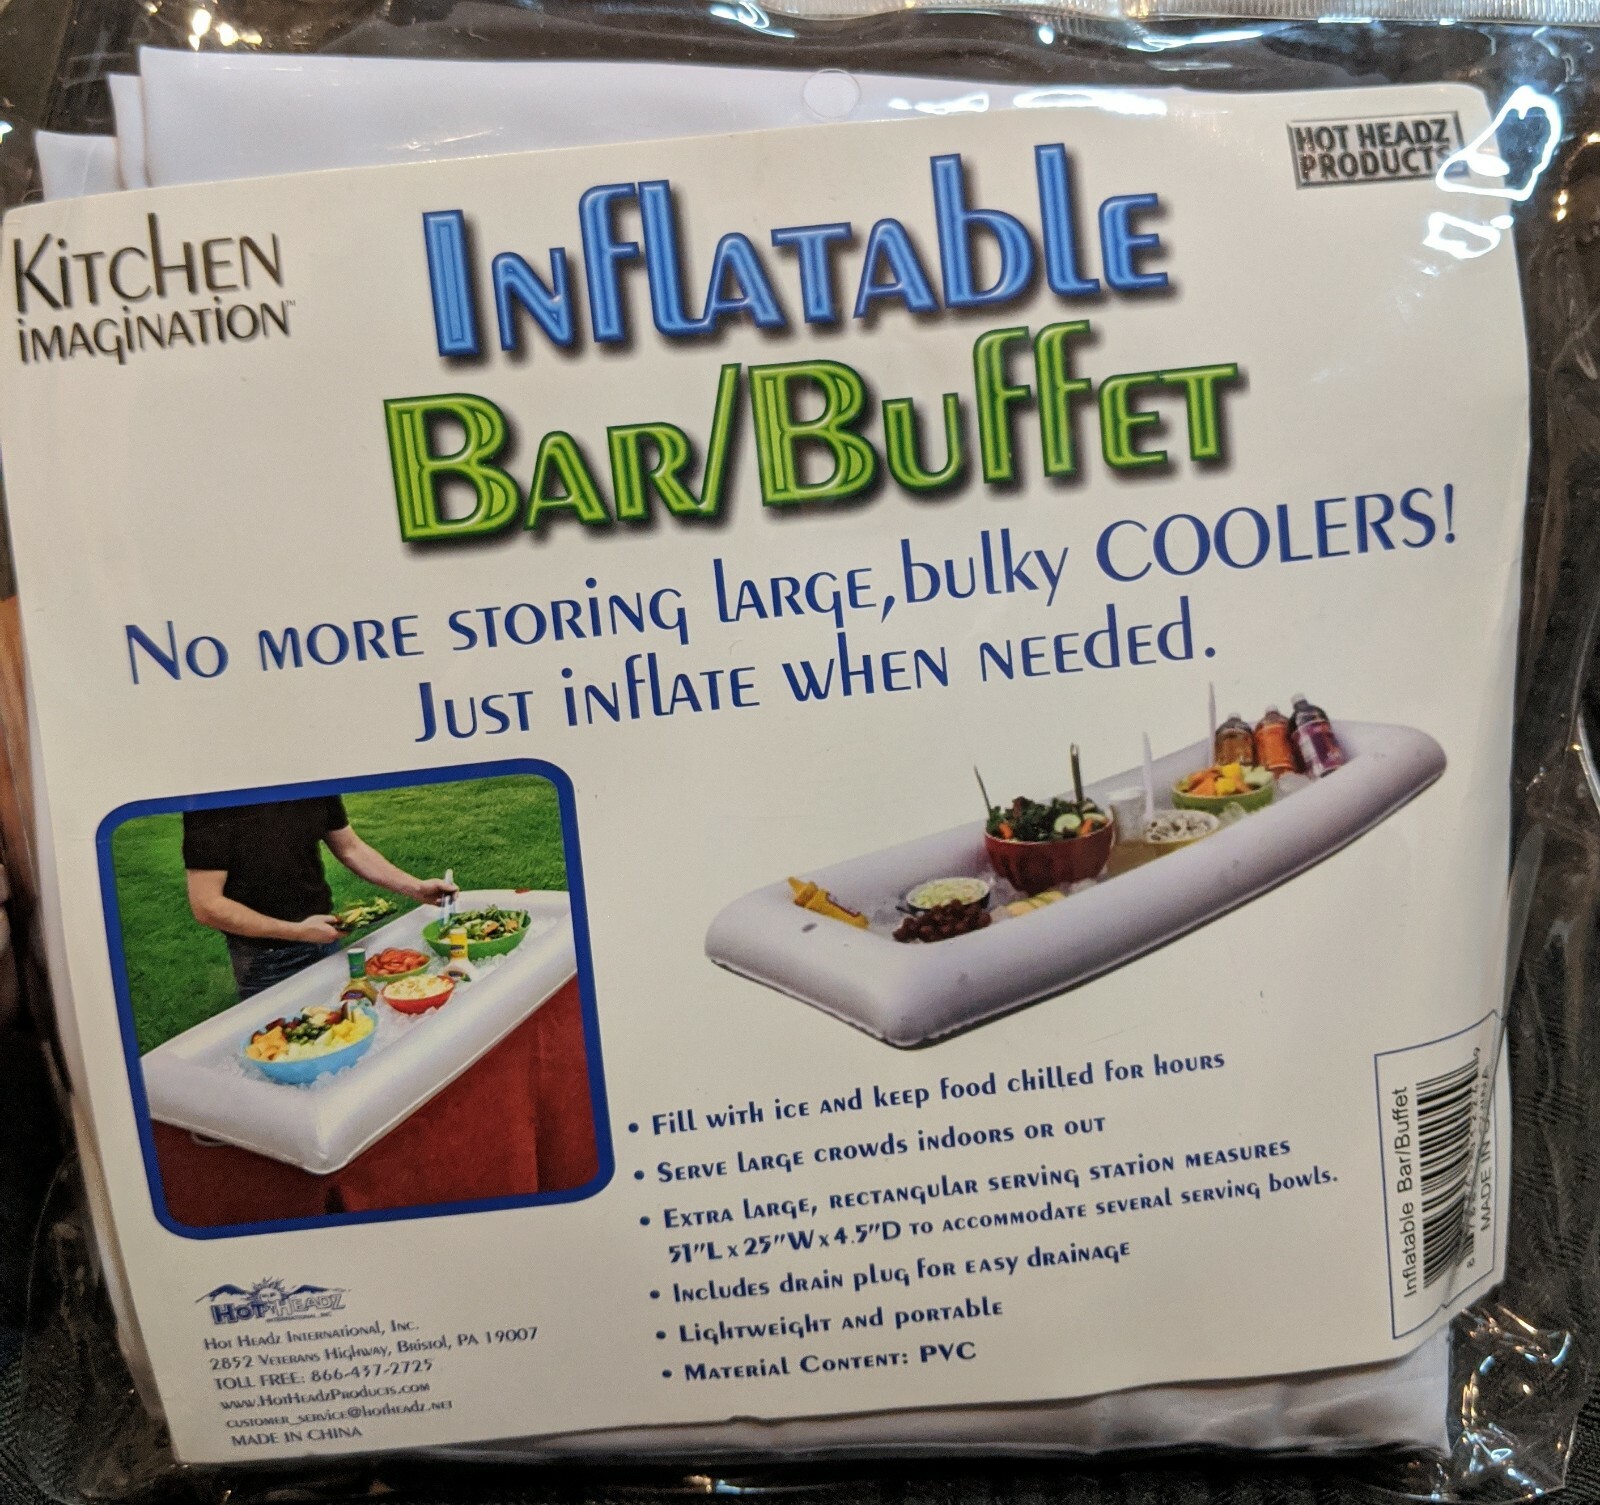 HOT HEADZ
PRODUCTS
KITCHEN
IMAGINATION™
INFLATABLE
BAR/BUFFET
NO MORE STORING LARGE, bulky COOLERS!
JUST INFLATE WHEN NEEDED.
• Fill with ice and keep food chilled for hours
• Serve large crowds indoors or out
• Extra large, rectangular serving station measures
51"L x 25"W x 4.5"D to accommodate several serving bowls.
• Includes drain plug for easy drainage
• Lightweight and portable
• Material Content: PVC
HOT HEADZ
Hot Headz International, Inc.
2852 Veterans Highway, Bristol, PA 19007
TOLL FREE: 866-437-2725
www.HotHeadzProducts.com
customer_service@hotheadz.net
MADE IN CHINA
Inflatable Bar/Buffet
MADE IN CHINA